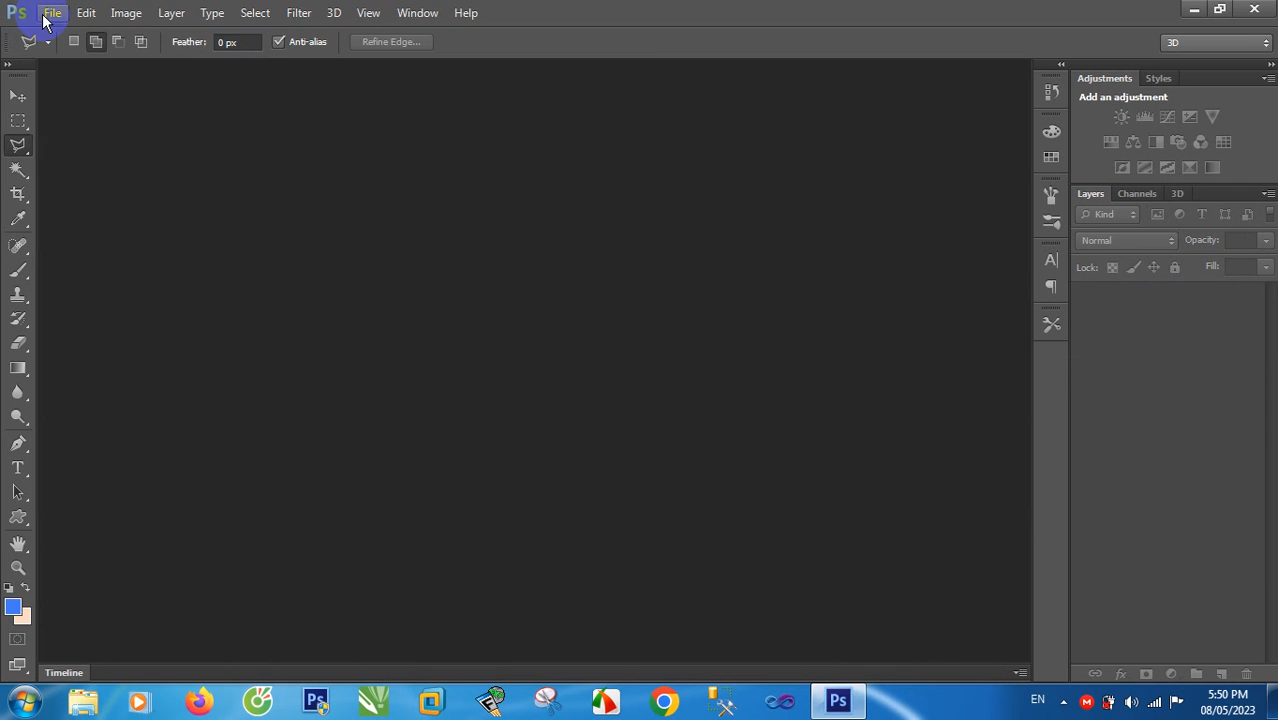 Ps File Edit Image Layer Type Select Filter 3D View Window Help
Feather: 0 px Anti-alias Refine Edge... 3D
Adjustments Styles
Add an adjustment
Layers Channels 3D
Kind
Normal Opacity:
Lock: Fill:
Timeline
EN 5:50 PM
08/05/2023